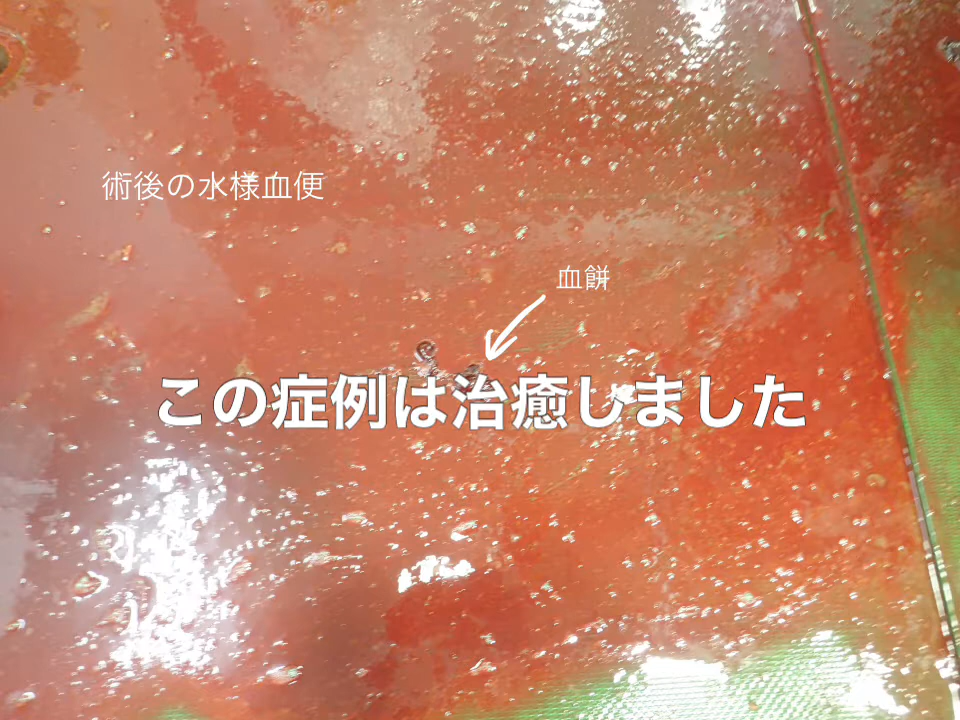 術後の水様血便
血餅
この症例は治癒しました